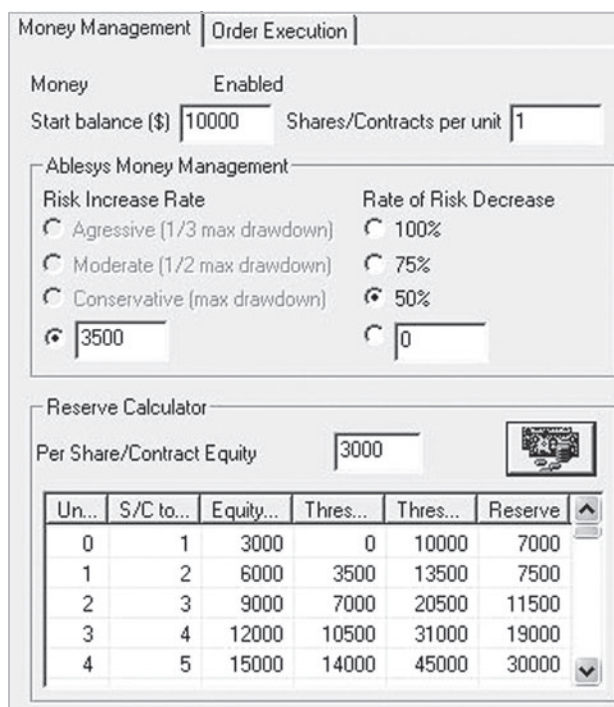 Money Management Order Execution
Money Enabled
Start balance ($) 10000 Shares/Contracts per unit 1
Ablesys Money Management
Risk Increase Rate Rate of Risk Decrease
Agressive (1/3 max drawdown) 100%
Moderate (1/2 max drawdown) 75%
Conservative (max drawdown) 50%
3500 0
Reserve Calculator
Per Share/Contract Equity 3000
Un... S/C to... Equity... Thres... Thres... Reserve
0 1 3000 0 10000 7000
1 2 6000 3500 13500 7500
2 3 9000 7000 20500 11500
3 4 12000 10500 31000 19000
4 5 15000 14000 45000 30000